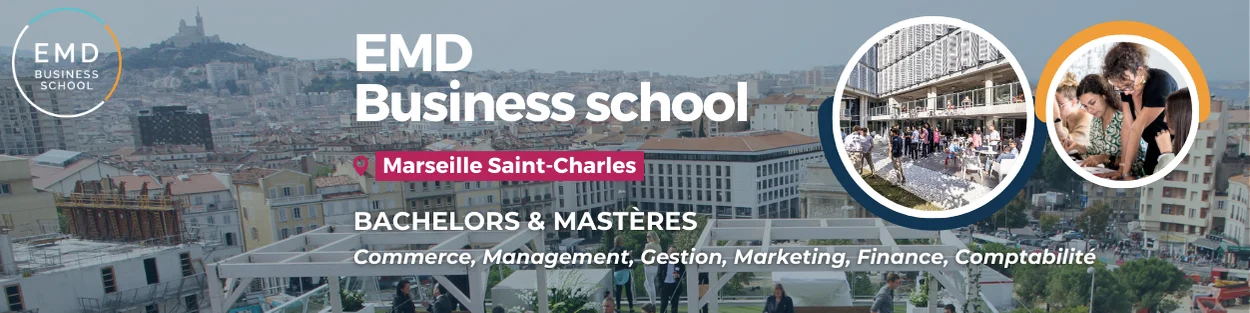 EMD
BUSINESS
SCHOOL
EMD
Business school
Marseille Saint-Charles
BACHELORS & MASTÈRES
Commerce, Management, Gestion, Marketing, Finance, Comptabilité